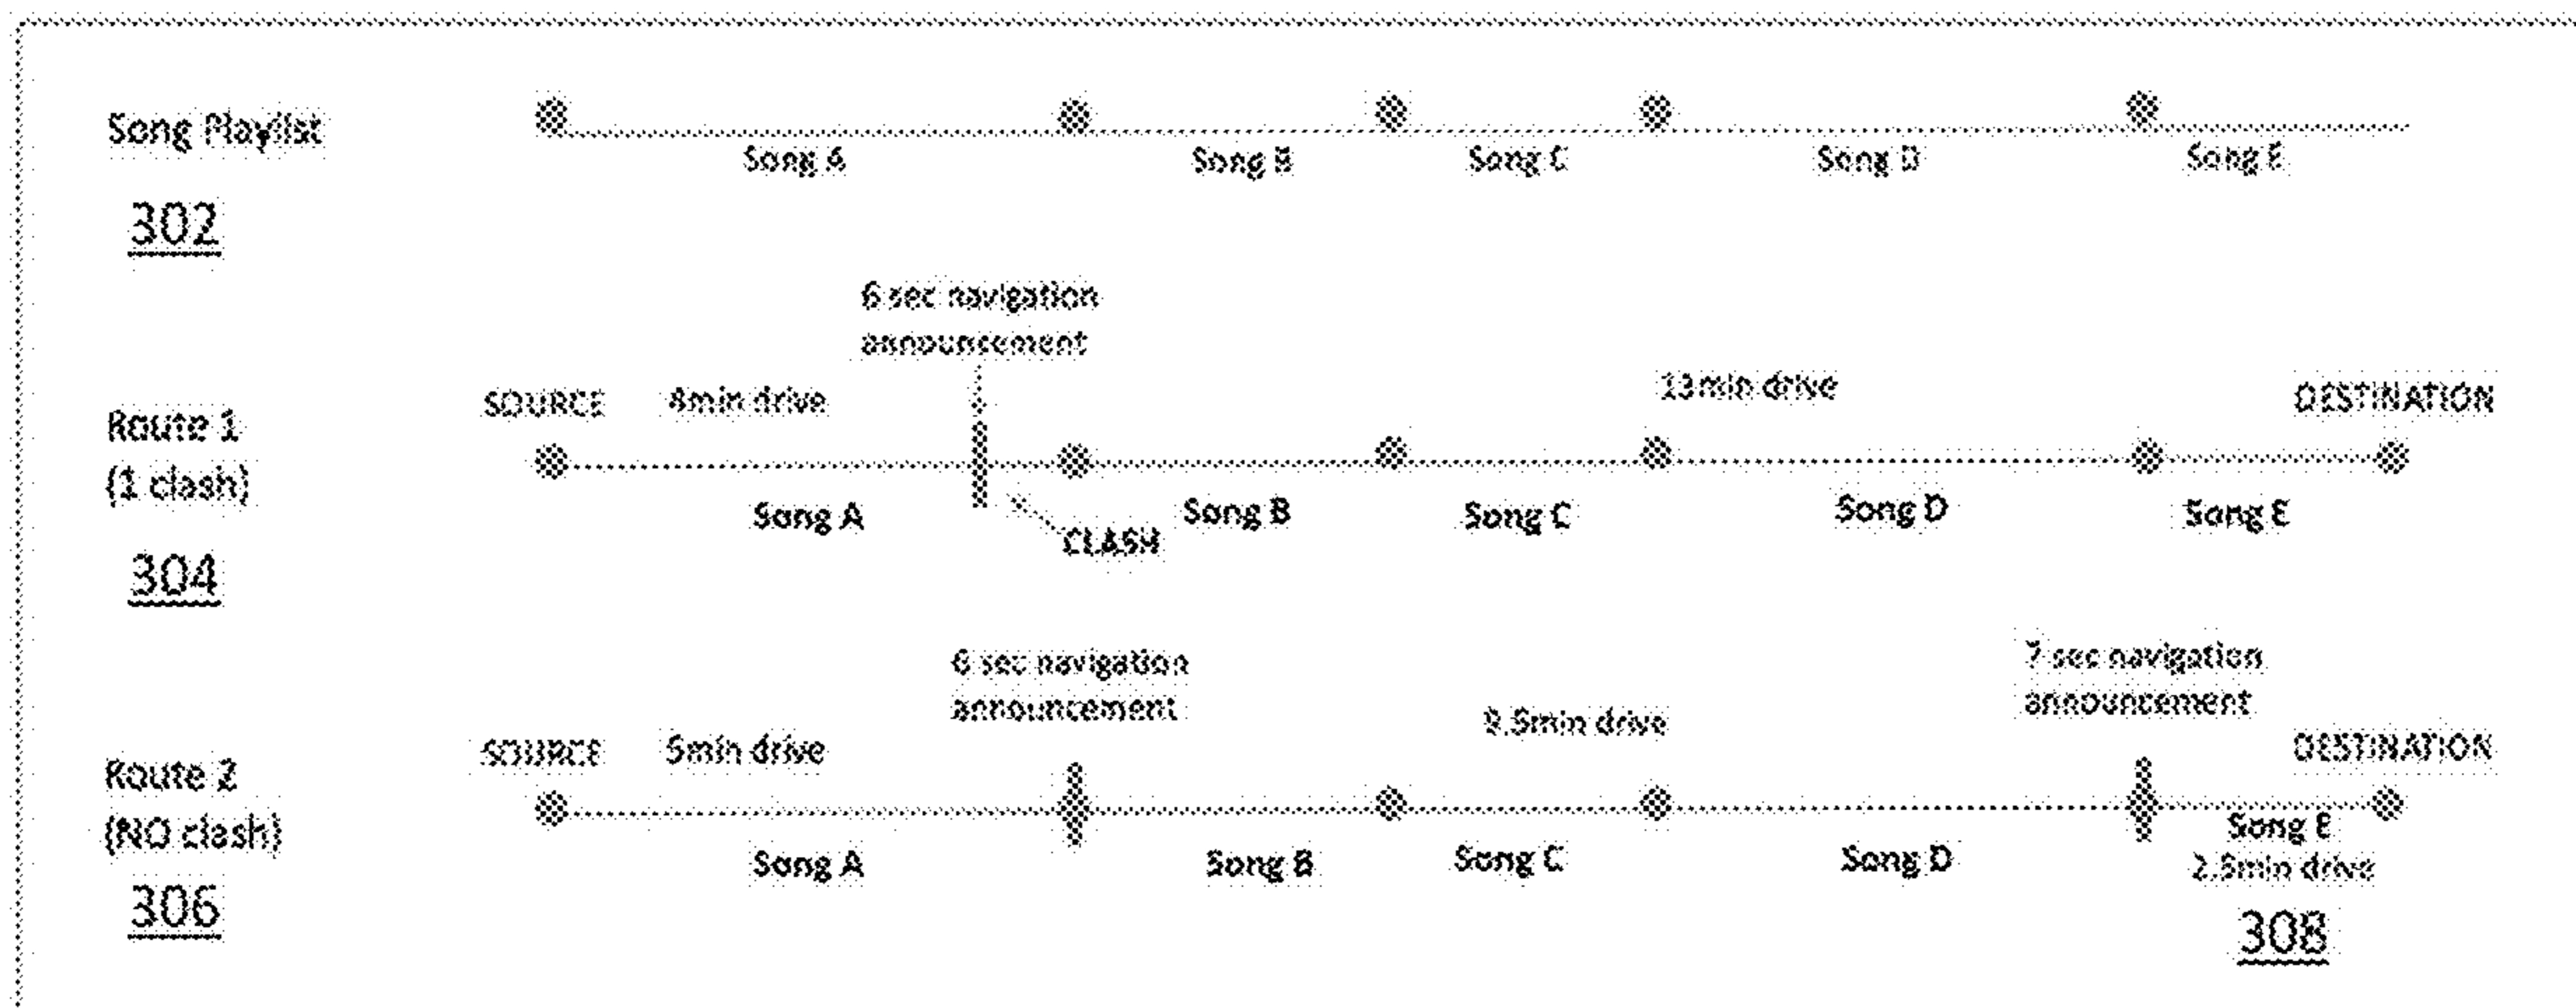 Song Playlist
Song A
Song B
Song C
Song D
Song E
302
6 sec navigation
announcement
SOURCE
4min drive
13min drive
DESTINATION
Route 1
(1 clash)
Song A
Song B
Song C
Song D
Song E
CLASH
304
6 sec navigation
announcement
7 sec navigation
announcement
SOURCE
5min drive
9.5min drive
DESTINATION
Route 2
(NO clash)
Song A
Song B
Song C
Song D
Song E
2.5min drive
306
308